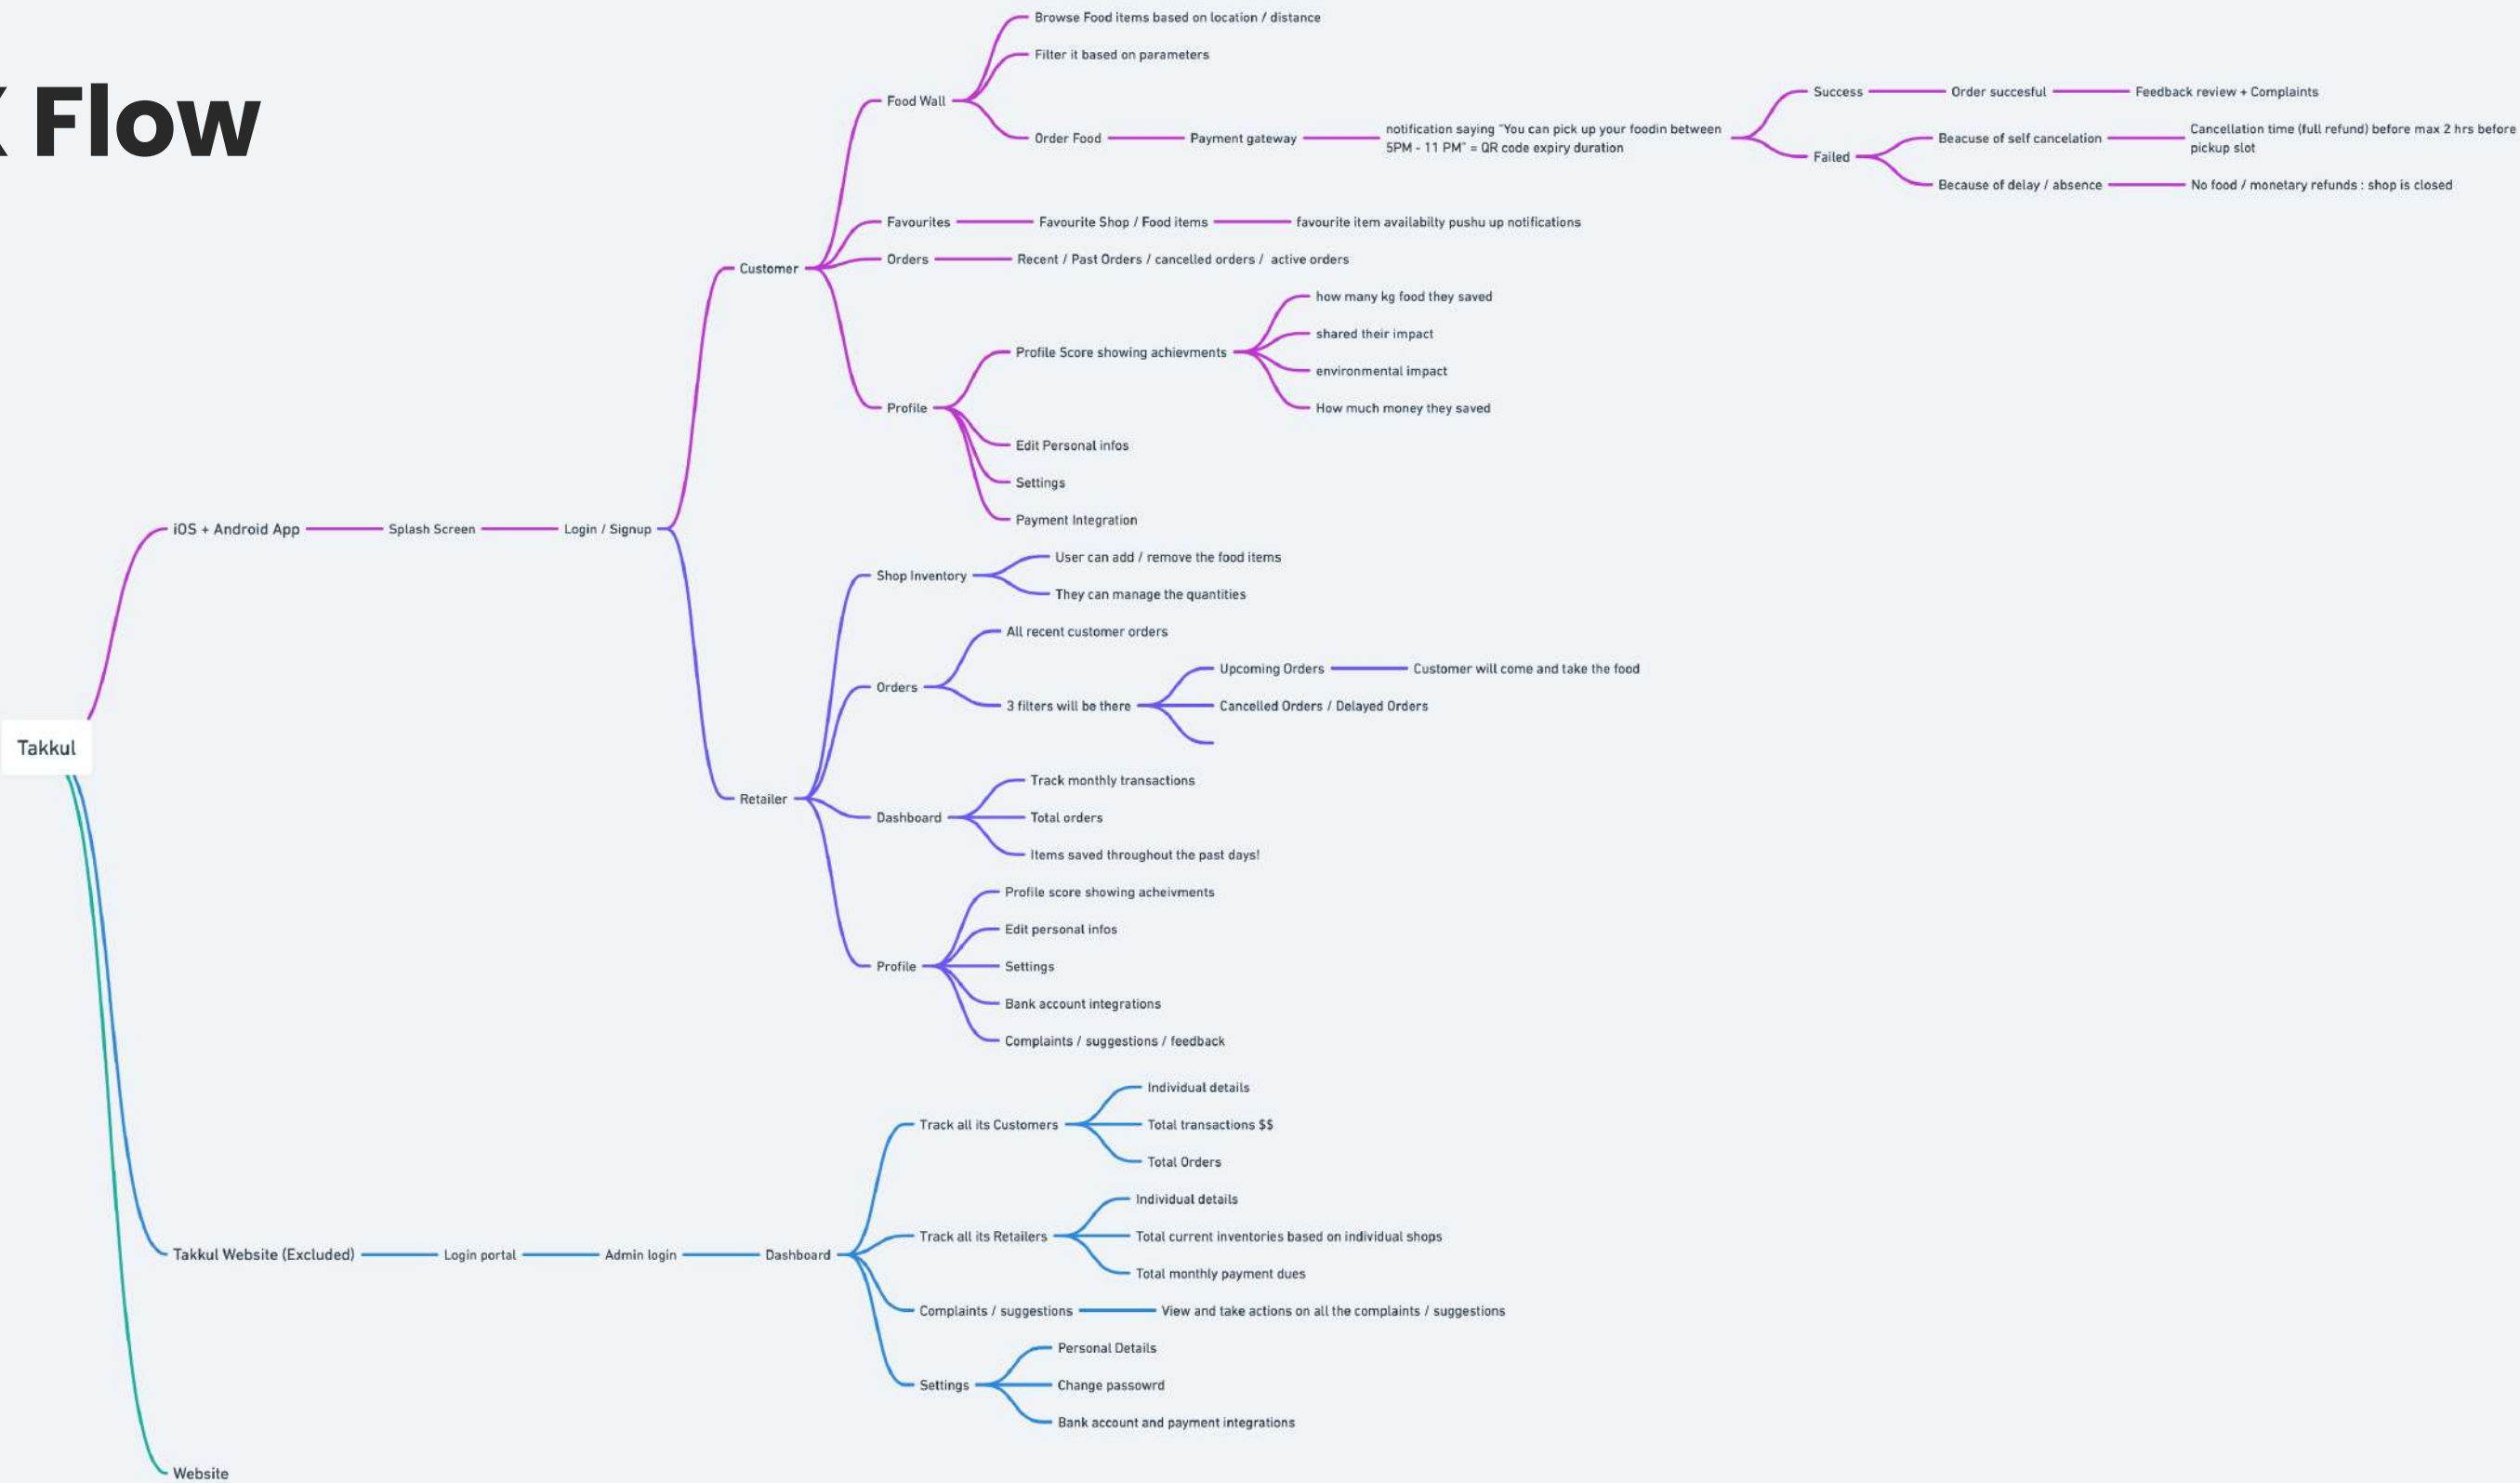 X Flow
Takkul
iOS + Android App
Splash Screen
Login / Signup
Customer
Food Wall
Browse Food items based on location / distance
Filter it based on parameters
Order Food
Payment gateway
notification saying "You can pick up your foodin between
5PM - 11 PM" = QR code expiry duration
Success
Order succesful
Feedback review + Complaints
Failed
Beacuse of self cancelation
Cancellation time (full refund) before max 2 hrs before
pickup slot
Because of delay / absence
No food / monetary refunds : shop is closed
Favourites
Favourite Shop / Food items
favourite item availabilty pushu up notifications
Orders
Recent / Past Orders / cancelled orders / active orders
Profile
Profile Score showing achievments
how many kg food they saved
shared their impact
environmental impact
How much money they saved
Edit Personal infos
Settings
Payment Integration
Retailer
Shop Inventory
User can add / remove the food items
They can manage the quantities
Orders
All recent customer orders
3 filters will be there
Upcoming Orders
Customer will come and take the food
Cancelled Orders / Delayed Orders
Dashboard
Track monthly transactions
Total orders
Items saved throughout the past days!
Profile
Profile score showing acheivments
Edit personal infos
Settings
Bank account integrations
Complaints / suggestions / feedback
Takkul Website (Excluded)
Login portal
Admin login
Dashboard
Track all its Customers
Individual details
Total transactions $$
Total Orders
Track all its Retailers
Individual details
Total current inventories based on individual shops
Total monthly payment dues
Complaints / suggestions
View and take actions on all the complaints / suggestions
Settings
Personal Details
Change passowrd
Bank account and payment integrations
Website